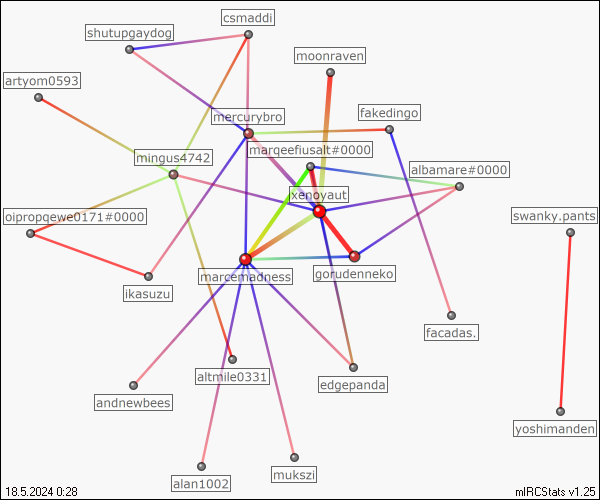 csmaddi
shutupgaydog
moonraven
artyom0593
mercurybro
fakedingo
marqeefiusalt#0000
mingus4742
albamare#0000
xenoyaut
oipropqewe0171#0000
swanky.pants
marcemadness
gorudenneko
ikasuzu
facadas.
altmile0331
edgepanda
andnewbees
yoshimanden
mukszi
alan1002
18.5.2024 0:28
mIRCStats v1.25